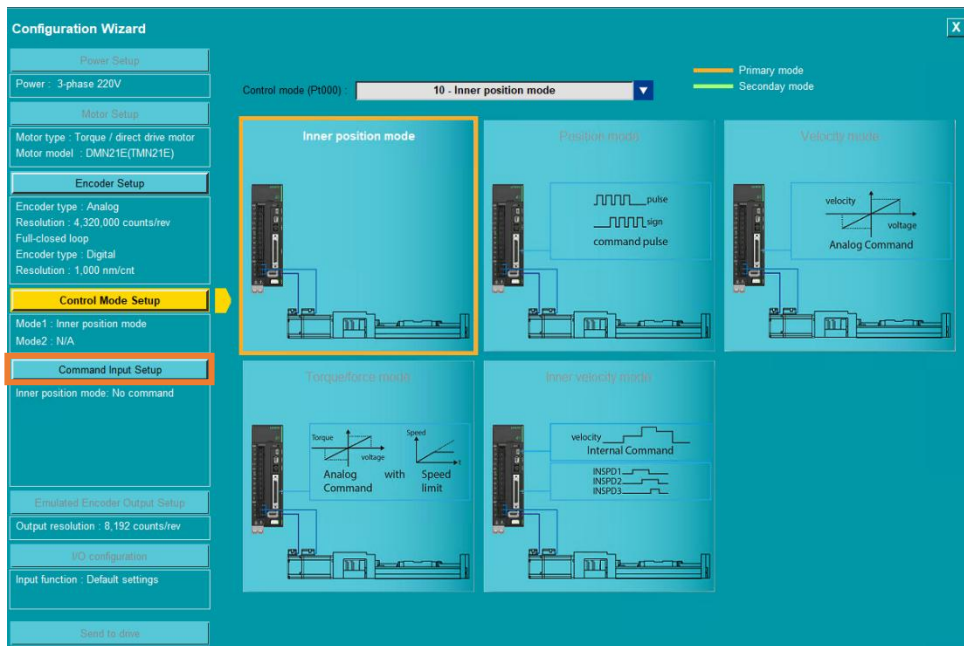 Configuration Wizard
X
Power Setup
Power : 3-phase 220V
Motor Setup
Motor type : Torque / direct drive motor
Motor model : DMN21E(TMN21E)
Encoder Setup
Encoder type : Analog
Resolution : 4,320,000 counts/rev
Full-closed loop
Encoder type : Digital
Resolution : 1,000 nm/cnt
Control Mode Setup
Mode1 : Inner position mode
Mode2 : N/A
Command Input Setup
Inner position mode: No command
Emulated Encoder Output Setup
Output resolution : 8,192 counts/rev
I/O configuration
Input function : Default settings
Send to drive
Control mode (Pt000) : 10 - Inner position mode
Primary mode
Seconday mode
Inner position mode
Position mode
pulse
sign
command pulse
Velocity mode
velocity
voltage
Analog Command
Torque/force mode
Torque
voltage
Speed
t
Analog with Speed
Command limit
Inner velocity mode
velocity
Internal Command
INSPD1
INSPD2
INSPD3